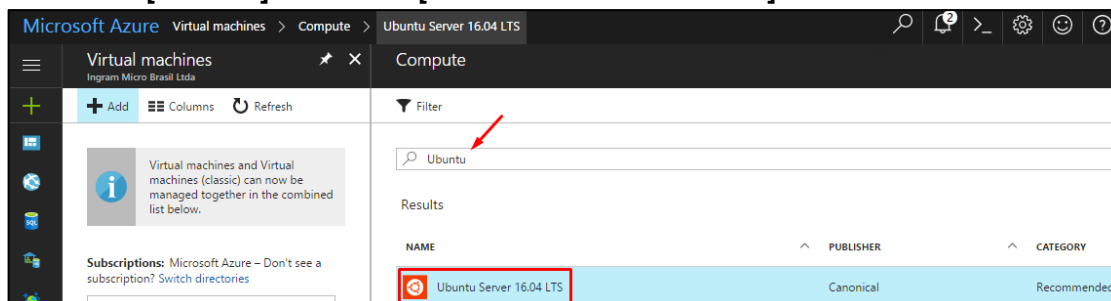 Microsoft Azure Virtual machines > Compute > Ubuntu Server 16.04 LTS
2
Virtual machines
Ingram Micro Brasil Ltda
Compute
Add Columns Refresh
Filter
Virtual machines and Virtual
machines (classic) can now be
managed together in the combined
list below.
Ubuntu
Results
NAME PUBLISHER CATEGORY
Subscriptions: Microsoft Azure – Don't see a
subscription? Switch directories
Ubuntu Server 16.04 LTS Canonical Recommended
SQL